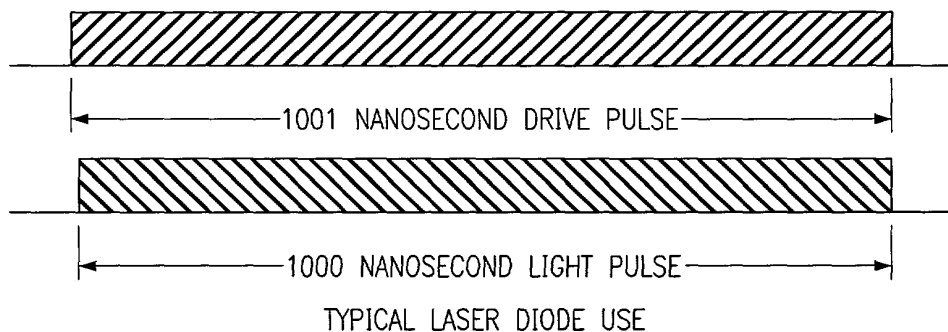 1001 NANOSECOND DRIVE PULSE
1000 NANOSECOND LIGHT PULSE
TYPICAL LASER DIODE USE